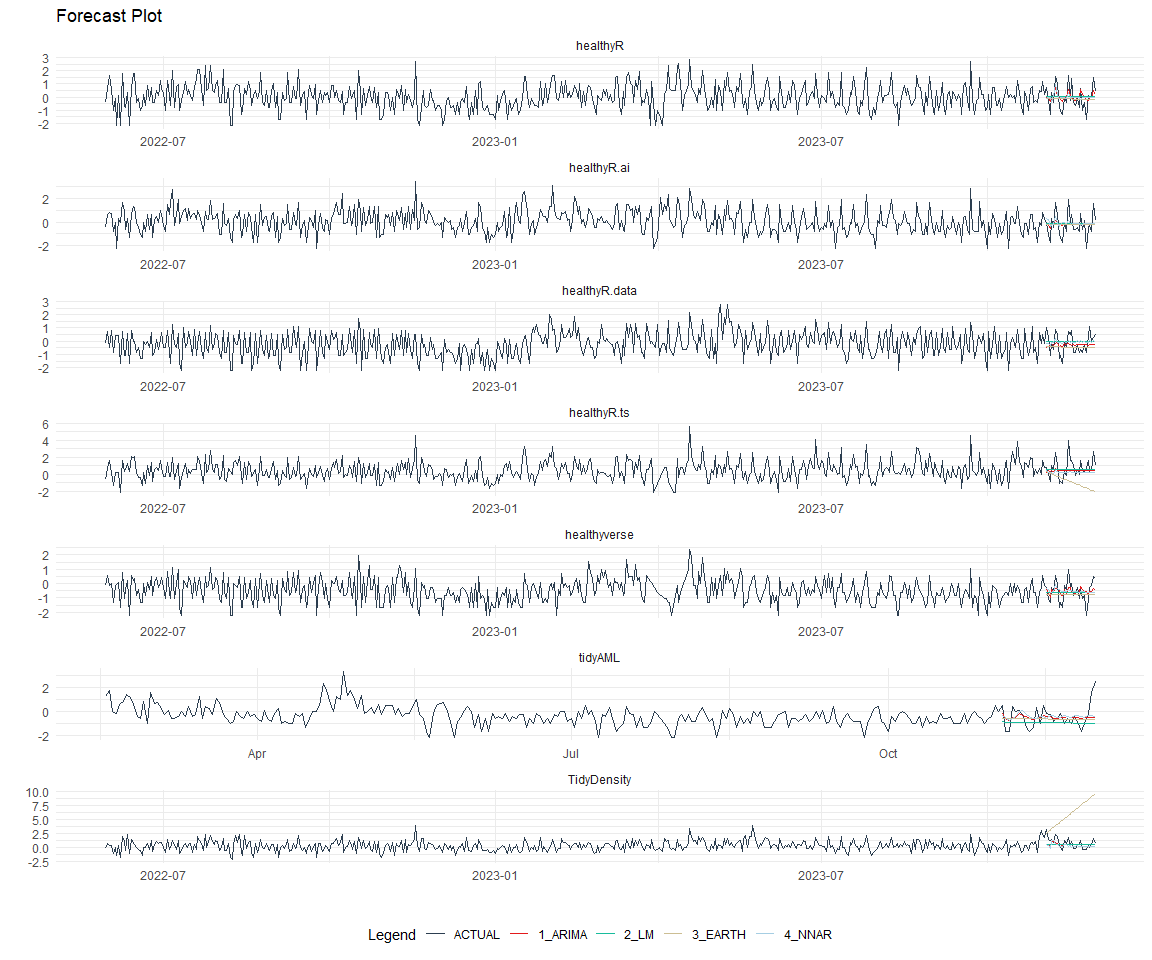 Forecast Plot
healthyR
3
2
1
0
-1
-2
2022-07 2023-01 2023-07
healthyR.ai
2
0
-2
2022-07 2023-01 2023-07
healthyR.data
3
2
1
0
-1
-2
2022-07 2023-01 2023-07
healthyR.ts
6
4
2
0
-2
2022-07 2023-01 2023-07
healthyverse
2
1
0
-1
-2
2022-07 2023-01 2023-07
tidyAML
2
0
-2
Apr Jul Oct
TidyDensity
10.0
7.5
5.0
2.5
0.0
-2.5
2022-07 2023-01 2023-07
Legend ACTUAL 1_ARIMA 2_LM 3_EARTH 4_NNAR